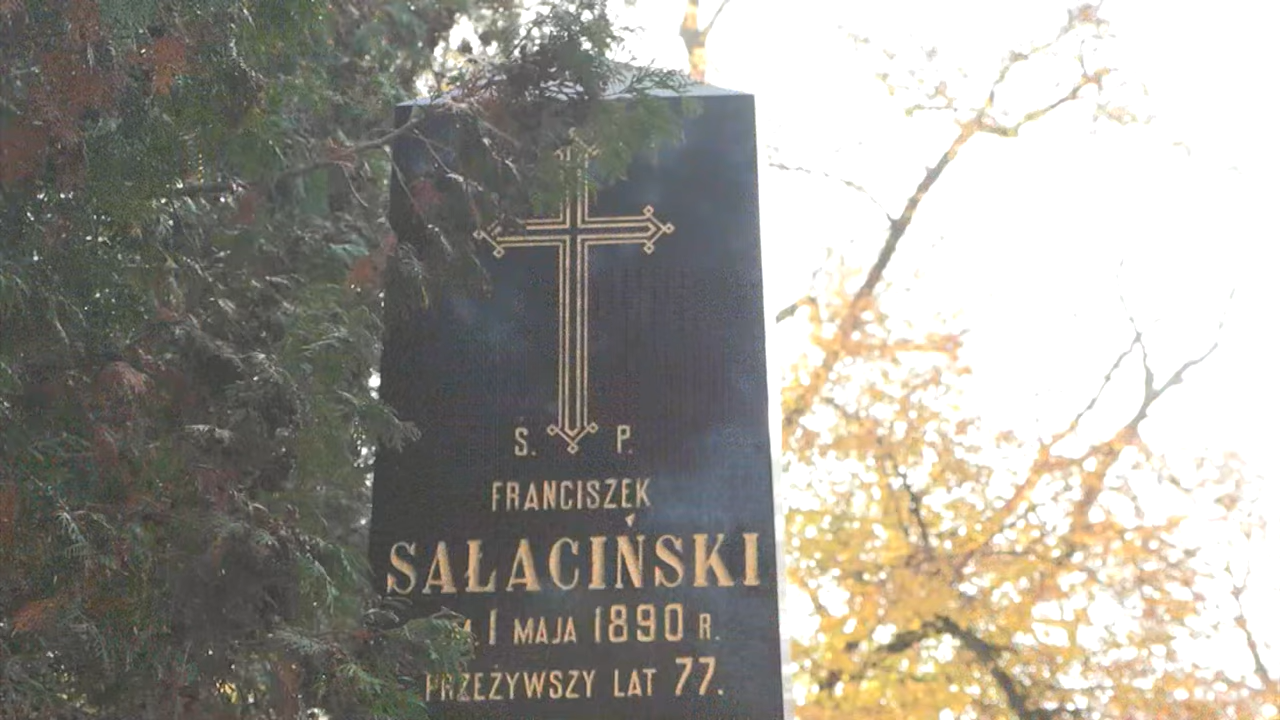 S. P.
FRANCISZEK
SAŁACIŃSKI
1 MAJA 1890 R.
PRZEŻYWSZY LAT 77.